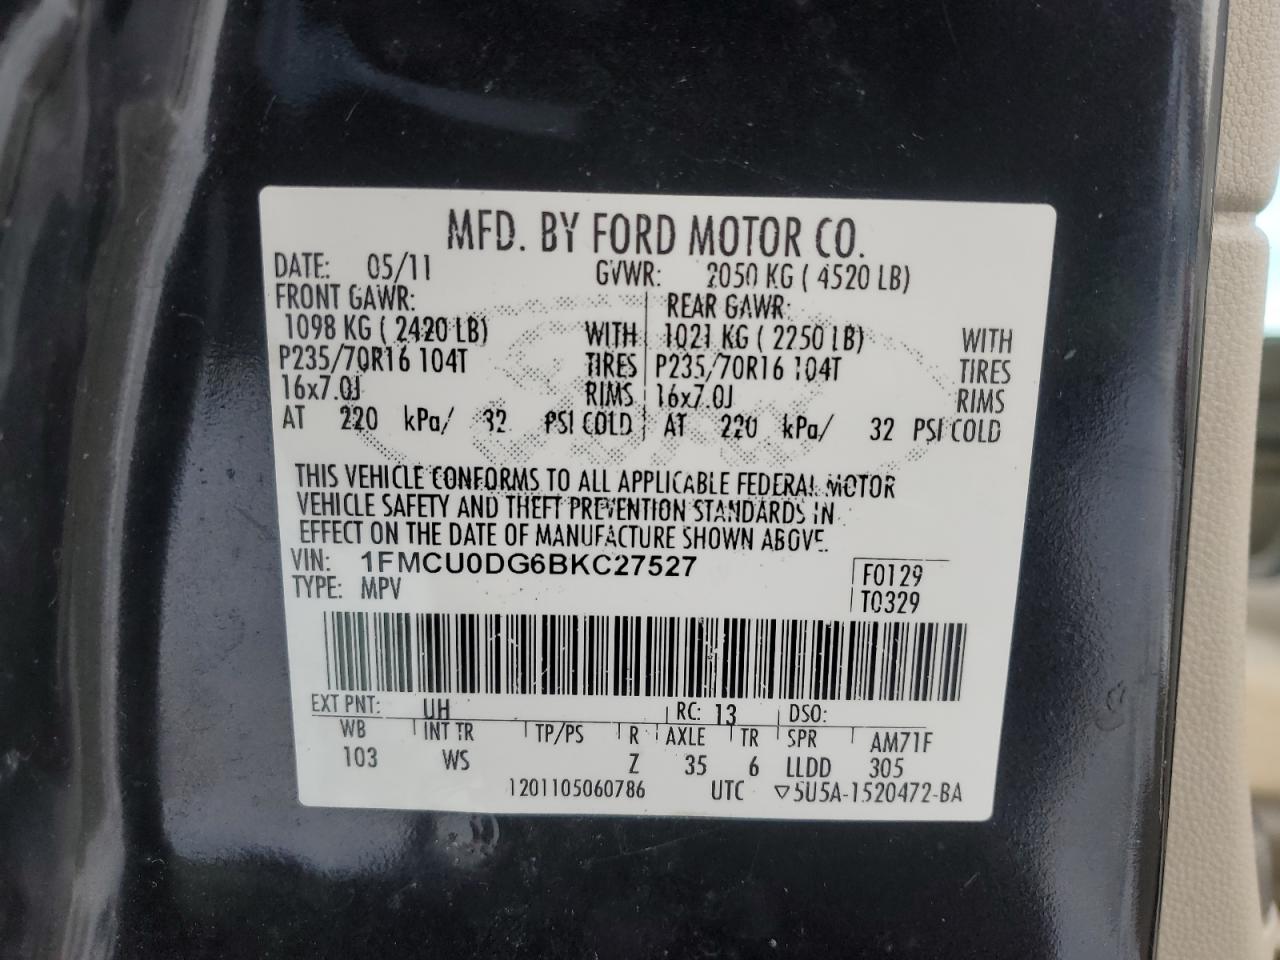 MFD. BY FORD MOTOR CO.
DATE: 05/11 GVWR: 2050 KG ( 4520 LB)
FRONT GAWR: REAR GAWR:
1098 KG ( 2420 LB) WITH 1021 KG ( 2250 LB) WITH
P235/70R16 104T TIRES P235/70R16 104T TIRES
16x7.0J RIMS 16x7.0J RIMS
AT 220 kPa/ 32 PSI COLD AT 220 kPa/ 32 PSI COLD
THIS VEHICLE CONFORMS TO ALL APPLICABLE FEDERAL MOTOR
VEHICLE SAFETY AND THEFT PREVENTION STANDARDS IN
EFFECT ON THE DATE OF MANUFACTURE SHOWN ABOVE.
VIN: 1FMCU0DG6BKC27527 F0129
TYPE: MPV T0329
EXT PNT: UH RC: 13 DSO:
WB INT TR TP/PS R AXLE TR SPR AM71F
103 WS Z 35 6 LLDD 305
1201105060786 UTC ▽5U5A-1520472-BA